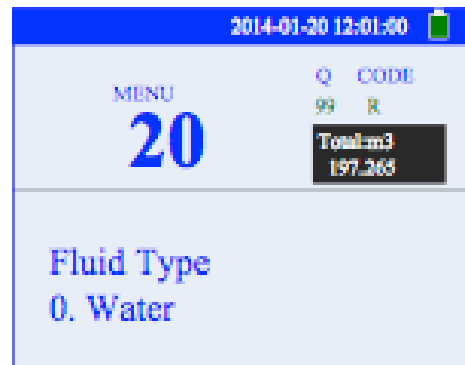 2014-01-20 12:01:00
MENU
20
Q CODE
99 R
Total:m3
197.265
Fluid Type
0. Water